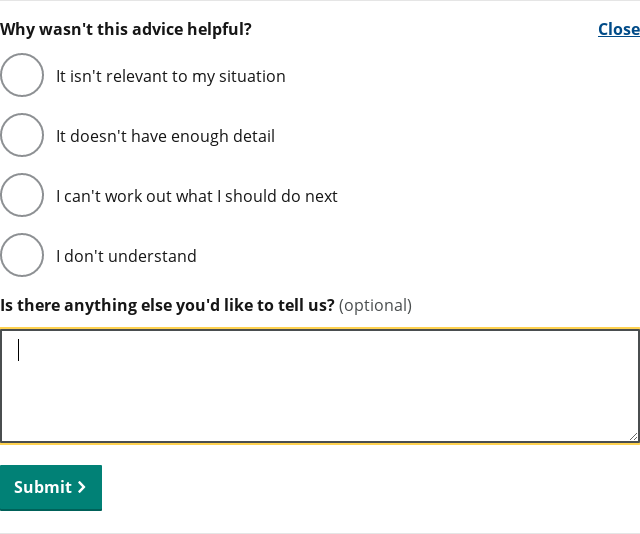 Why wasn't this advice helpful? Close
It isn't relevant to my situation
It doesn't have enough detail
I can't work out what I should do next
I don't understand
Is there anything else you'd like to tell us? (optional)
Submit